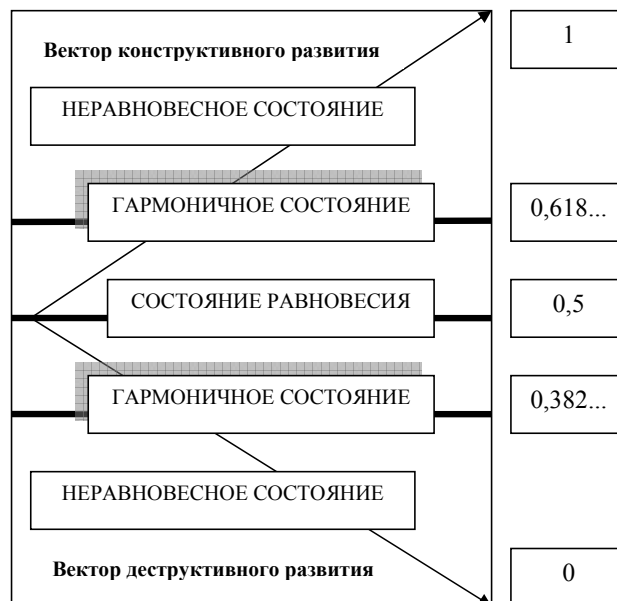 1
Вектор конструктивного развития
НЕРАВНОВЕСНОЕ СОСТОЯНИЕ
ГАРМОНИЧНОЕ СОСТОЯНИЕ
0,618...
СОСТОЯНИЕ РАВНОВЕСИЯ
0,5
ГАРМОНИЧНОЕ СОСТОЯНИЕ
0,382...
НЕРАВНОВЕСНОЕ СОСТОЯНИЕ
Вектор деструктивного развития
0